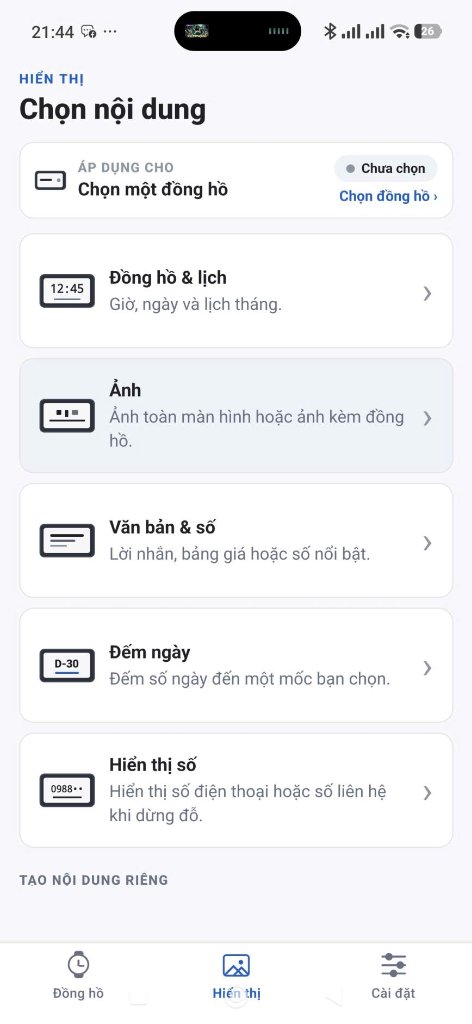 21:44 ...
26
HIỂN THỊ
Chọn nội dung
ÁP DỤNG CHO
Chọn một đồng hồ
Chưa chọn
Chọn đồng hồ ›
12:45
Đồng hồ & lịch
Giờ, ngày và lịch tháng.
Ảnh
Ảnh toàn màn hình hoặc ảnh kèm đồng
hồ.
Văn bản & số
Lời nhắn, bảng giá hoặc số nổi bật.
D-30
Đếm ngày
Đếm số ngày đến một mốc bạn chọn.
0988••
Hiển thị số
Hiển thị số điện thoại hoặc số liên hệ
khi dừng đỗ.
TẠO NỘI DUNG RIÊNG
Đồng hồ
Hiển thị
Cài đặt